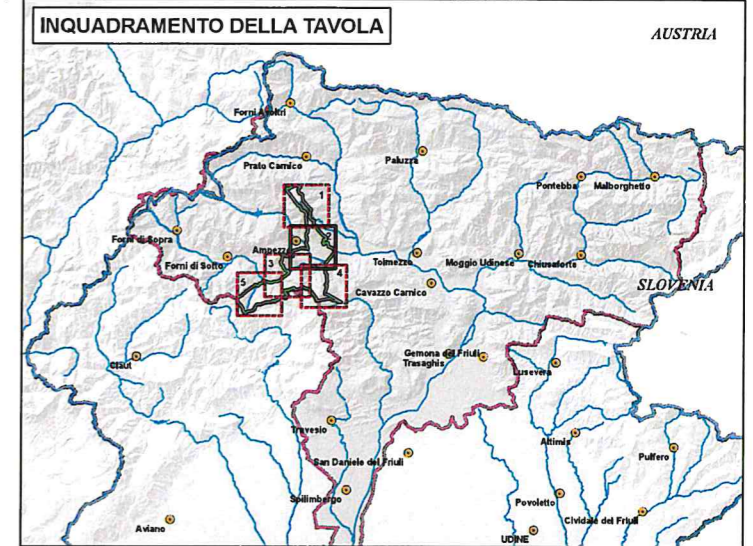 INQUADRAMENTO DELLA TAVOLA
AUSTRIA
Forni Avoltri
Prato Carnico
Paluzza
Pontebba
Malborghetto
1
Forni di Sopra
2
Ampezzo
Forni di Sotto
Tolmezzo
Moggio Udinese
Chiusaforte
3
4
5
SLOVENIA
Cavazzo Carnico
Claut
Gemona del Friuli
Trasaghis
Lusevera
Travesio
Attimis
San Daniele del Friuli
Pulfero
Spilimbergo
Povoletto
Aviano
Cividale del Friuli
UDINE